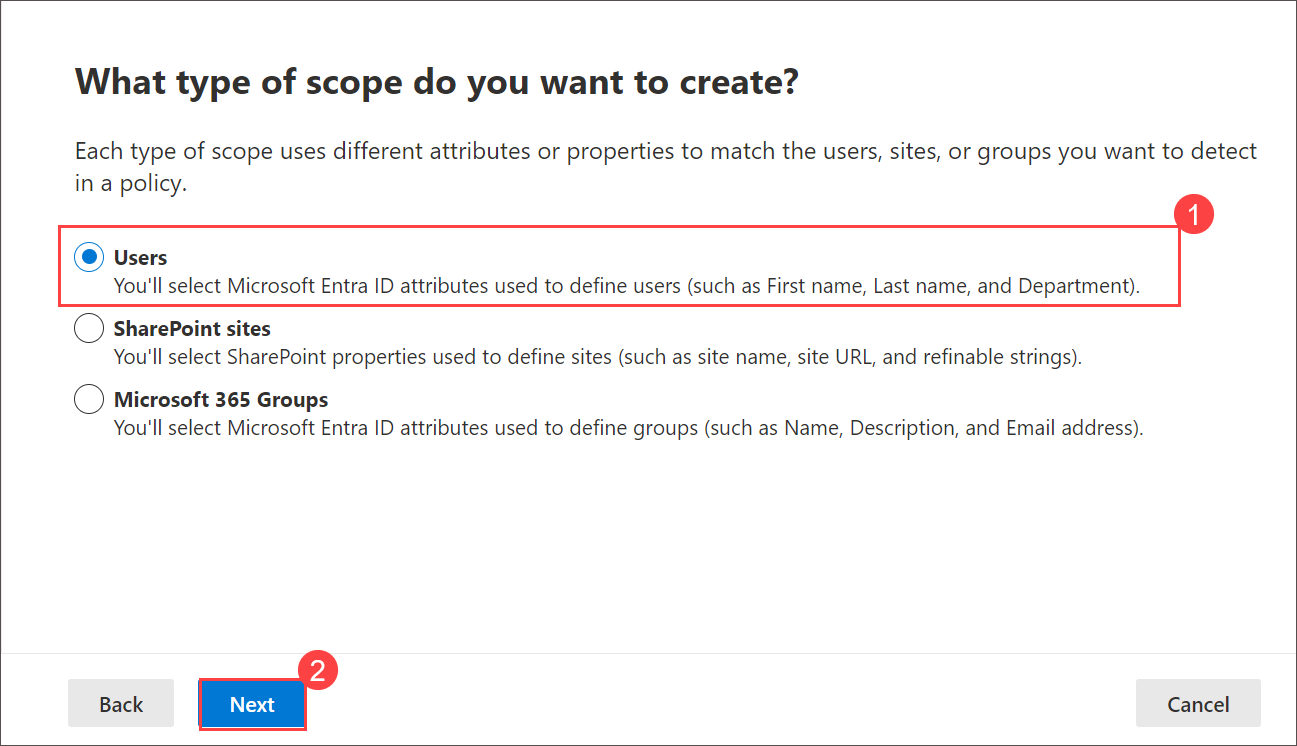 What type of scope do you want to create?
Each type of scope uses different attributes or properties to match the users, sites, or groups you want to detect
in a policy.
1
Users
You'll select Microsoft Entra ID attributes used to define users (such as First name, Last name, and Department).
SharePoint sites
You'll select SharePoint properties used to define sites (such as site name, site URL, and refinable strings).
Microsoft 365 Groups
You'll select Microsoft Entra ID attributes used to define groups (such as Name, Description, and Email address).
2
Back
Next
Cancel